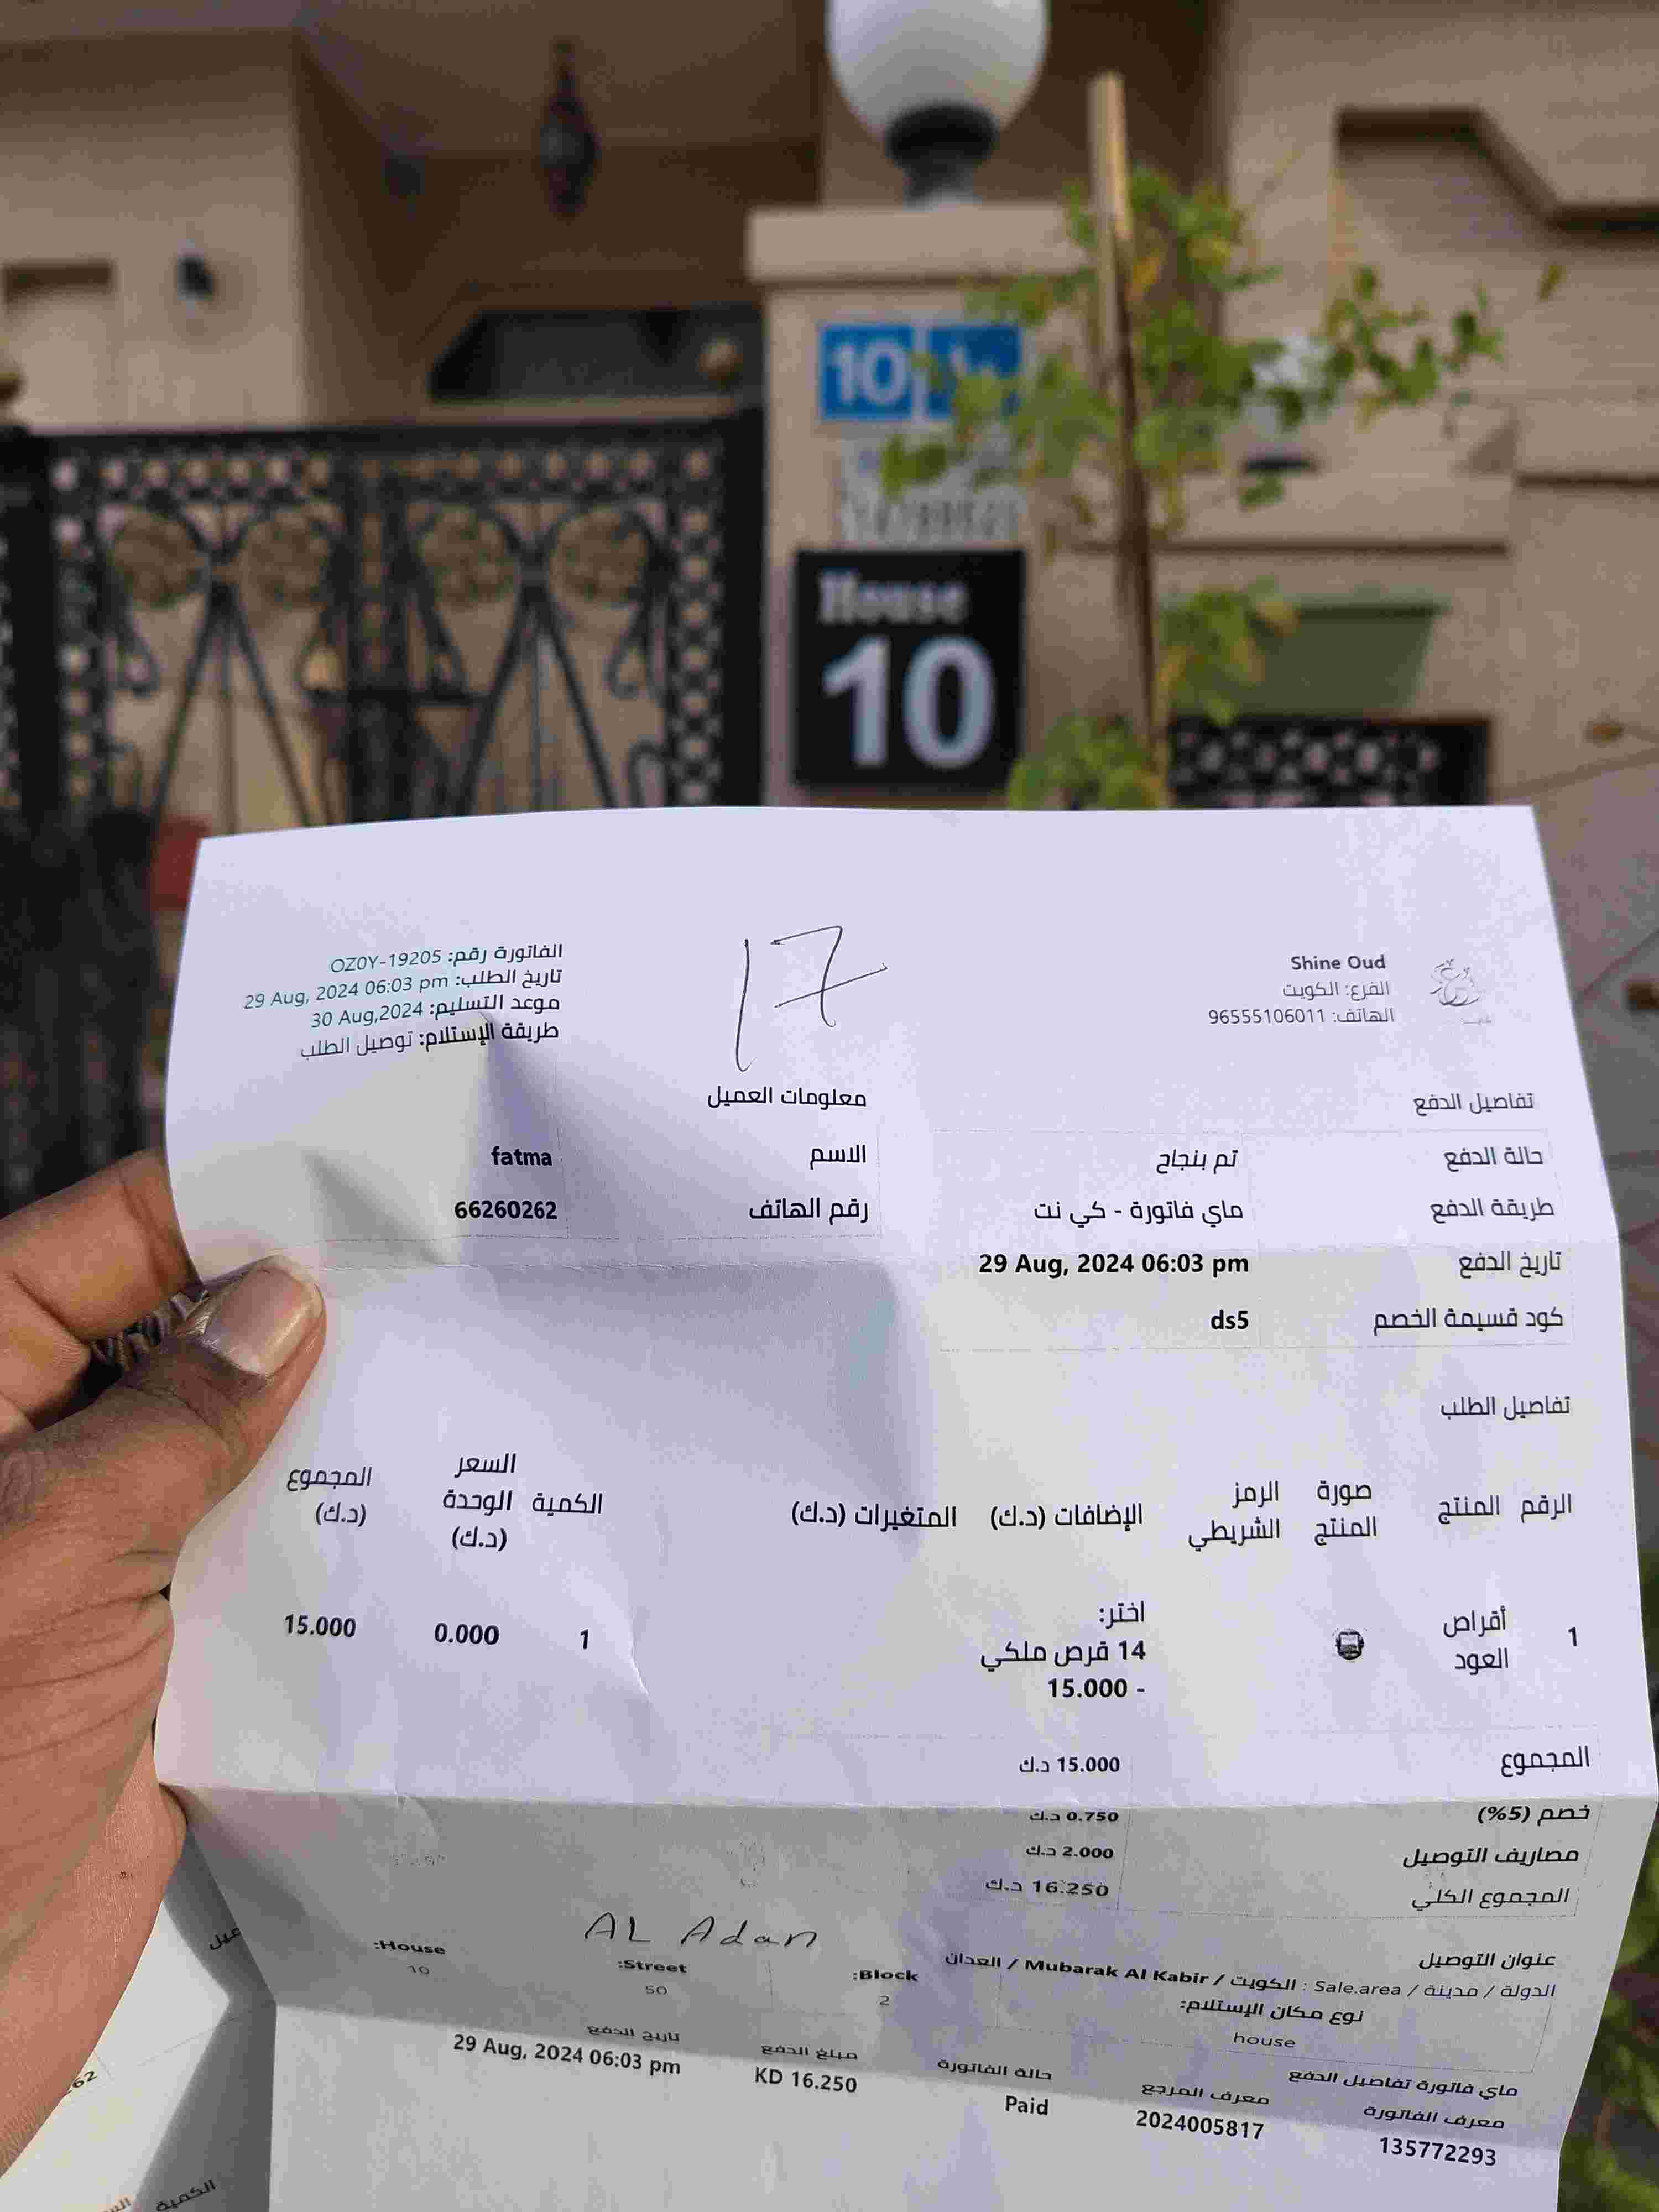 10 ١٠
House
10
Shine Oud
الفرع: الكويت
الهاتف: 96555106011
17
الفاتورة رقم: OZ0Y-19205
تاريخ الطلب: 29 Aug, 2024 06:03 pm
موعد التسليم: 30 Aug,2024
طريقة الإستلام: توصيل الطلب
تفاصيل الدفع
حالة الدفع تم بنجاح
طريقة الدفع ماي فاتورة - كي نت
تاريخ الدفع 29 Aug, 2024 06:03 pm
كود قسيمة الخصم ds5
معلومات العميل
الاسم fatma
رقم الهاتف 66260262
تفاصيل الطلب
الرقم المنتج صورة المنتج الرمز الشريطي الإضافات (د.ك) المتغيرات (د.ك) الكمية السعر الوحدة (د.ك) المجموع (د.ك)
1 أقراص العود اختر: 14 قرص ملكي - 15.000 1 0.000 15.000
المجموع 15.000 د.ك
خصم (5%) 0.750 د.ك
مصاريف التوصيل 2.000 د.ك
المجموع الكلي 16.250 د.ك
AL Adan
عنوان التوصيل
الدولة / مدينة / Sale.area : الكويت / Mubarak Al Kabir / العدان
Block: Street: House:
2 50 10
نوع مكان الإستلام:
house
ماي فاتورة تفاصيل الدفع
معرف الفاتورة معرف المرجع حالة الفاتورة مبلغ الدفع تاريخ الدفع
135772293 2024005817 Paid KD 16.250 29 Aug, 2024 06:03 pm
الكمية